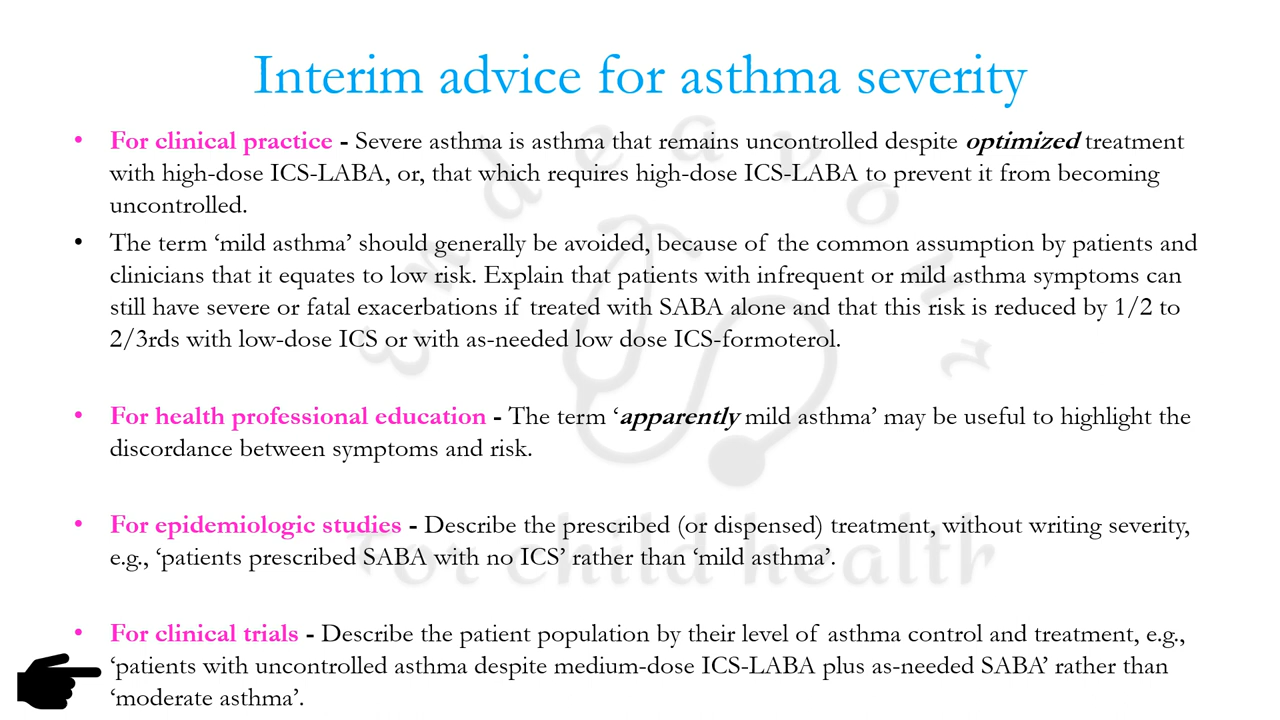 Interim advice for asthma severity
• For clinical practice - Severe asthma is asthma that remains uncontrolled despite optimized treatment
with high-dose ICS-LABA, or, that which requires high-dose ICS-LABA to prevent it from becoming
uncontrolled.
• The term ‘mild asthma’ should generally be avoided, because of the common assumption by patients and
clinicians that it equates to low risk. Explain that patients with infrequent or mild asthma symptoms can
still have severe or fatal exacerbations if treated with SABA alone and that this risk is reduced by 1/2 to
2/3rds with low-dose ICS or with as-needed low dose ICS-formoterol.
• For health professional education - The term ‘apparently mild asthma’ may be useful to highlight the
discordance between symptoms and risk.
• For epidemiologic studies - Describe the prescribed (or dispensed) treatment, without writing severity,
e.g., ‘patients prescribed SABA with no ICS’ rather than ‘mild asthma’.
• For clinical trials - Describe the patient population by their level of asthma control and treatment, e.g.,
‘patients with uncontrolled asthma despite medium-dose ICS-LABA plus as-needed SABA’ rather than
‘moderate asthma’.
Endeavour
For child health